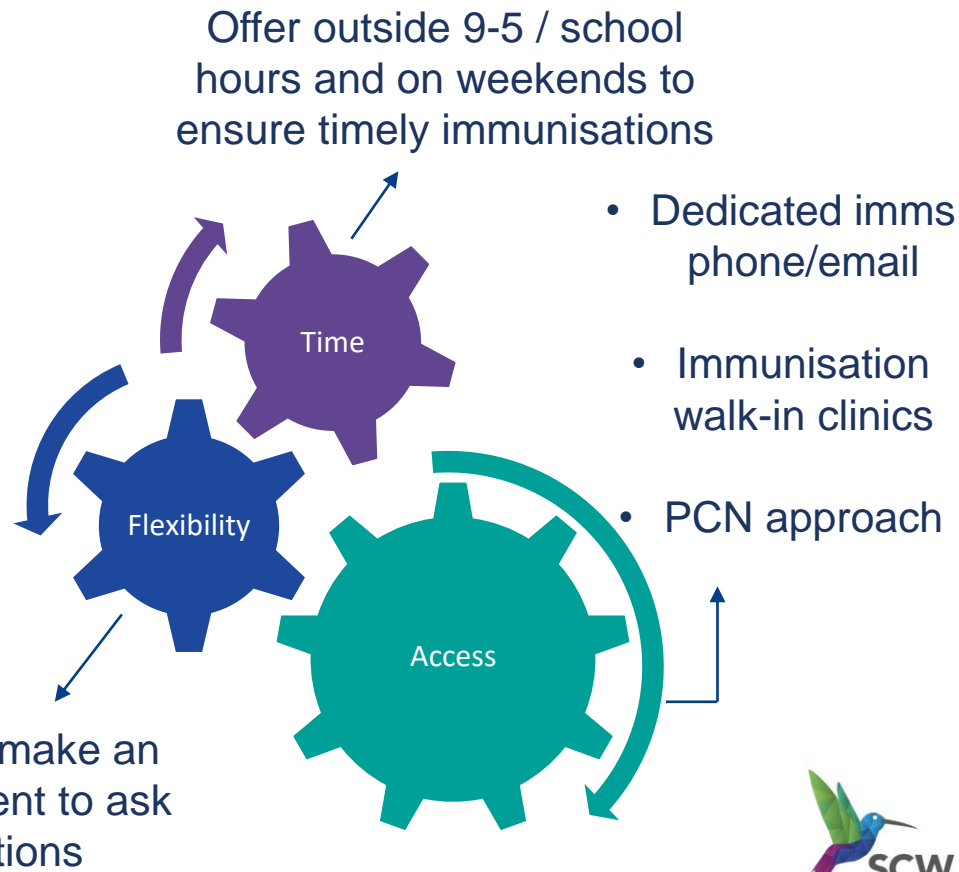 Offer outside 9-5 / school
hours and on weekends to
ensure timely immunisations
• Dedicated imms
phone/email
• Immunisation
walk-in clinics
• PCN approach
Time
Flexibility
Access
make an
ent to ask
tions
SCW